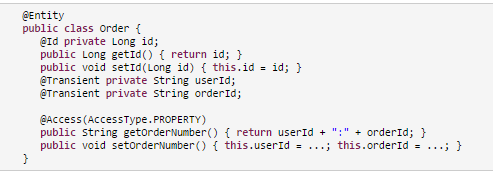 @Entity
public class Order {
@Id private Long id;
public Long getId() { return id; }
public void setId(Long id) { this.id = id; }
@Transient private String userId;
@Transient private String orderId;
@Access(AccessType.PROPERTY)
public String getOrderNumber() { return userId + ":" + orderId; }
public void setOrderNumber() { this.userId = ...; this.orderId = ...; }
}